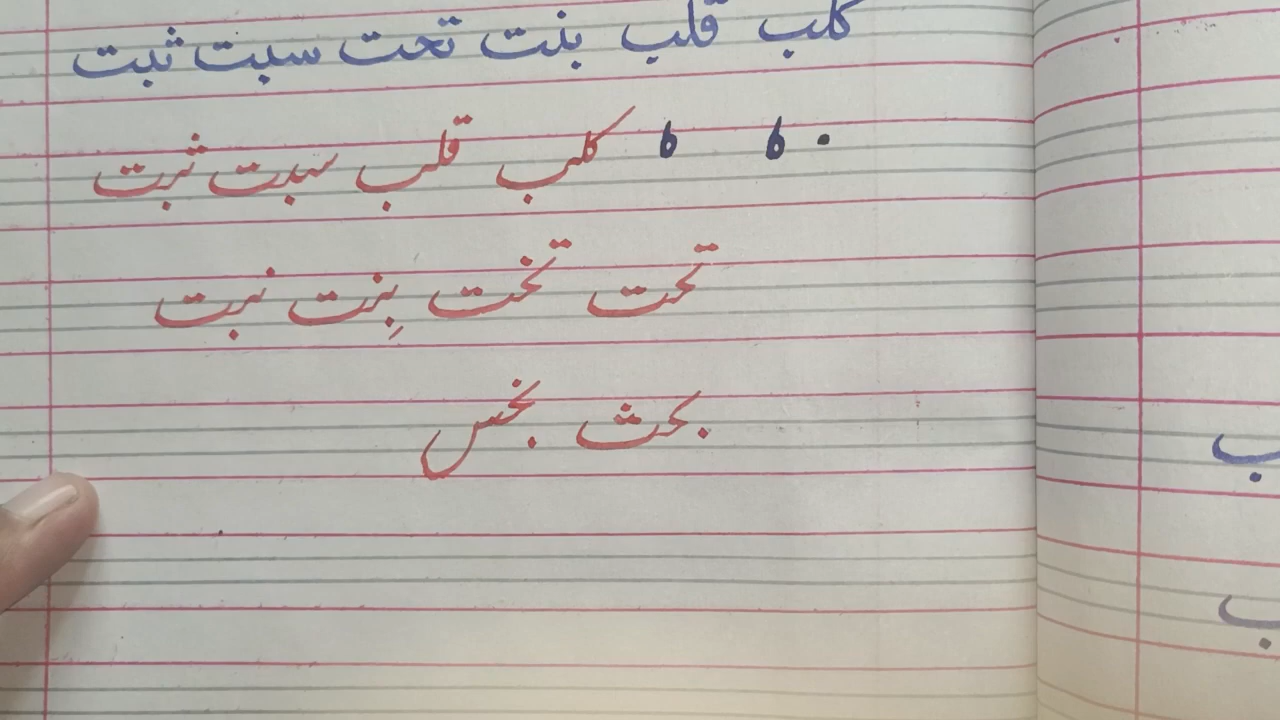 کلب قلب بنت تحت سبت ثبت
کلب قلب سبت ثبت
تحت تخت بِنت نبت
بحث بخس
ب
ب